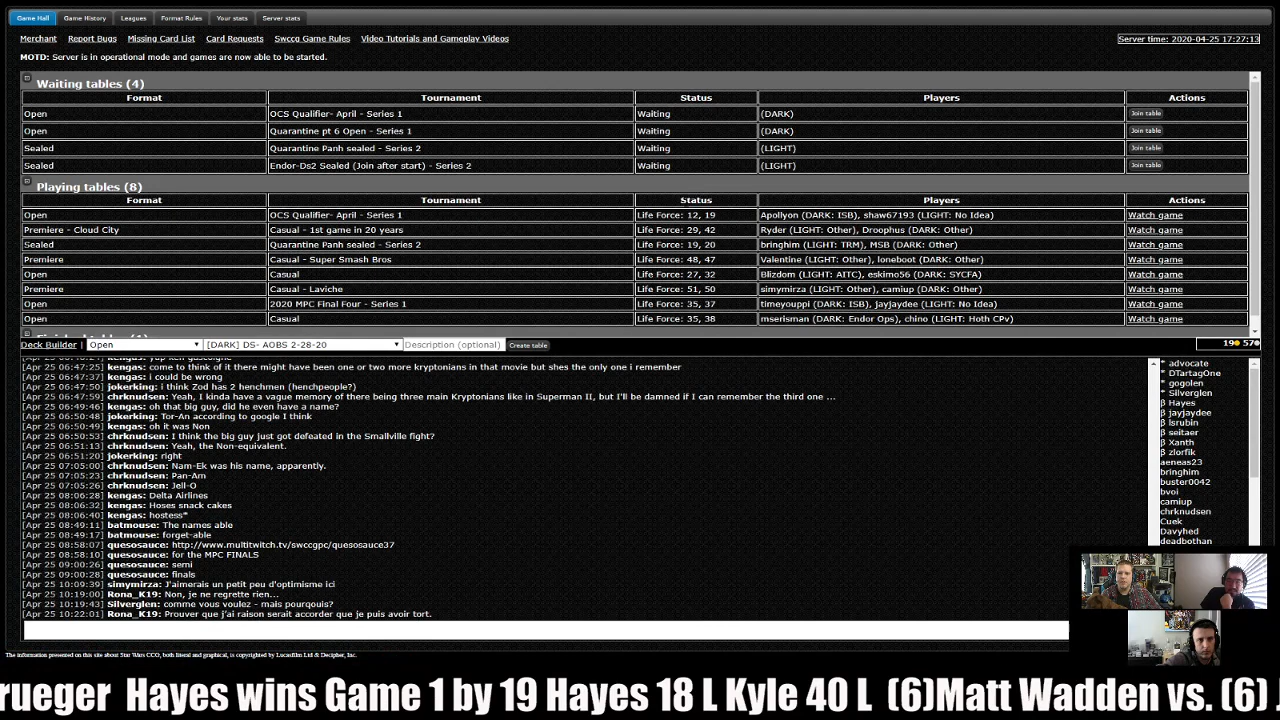 Game Hall Game History Leagues Format Rules Your stats Server stats
Merchant Report Bugs Missing Card List Card Requests Swccg Game Rules Video Tutorials and Gameplay Videos Server time: 2020-04-25 17:27:13
MOTD: Server is in operational mode and games are now able to be started.
Waiting tables (4)
Format Tournament Status Players Actions
Open OCS Qualifier- April - Series 1 Waiting (DARK) Join table
Open Quarantine pt 6 Open - Series 1 Waiting (DARK) Join table
Sealed Quarantine Panh sealed - Series 2 Waiting (LIGHT) Join table
Sealed Endor-Ds2 Sealed (Join after start) - Series 2 Waiting (LIGHT) Join table
Playing tables (8)
Format Tournament Status Players Actions
Open OCS Qualifier- April - Series 1 Life Force: 12, 19 Apollyon (DARK: ISB), shaw67193 (LIGHT: No Idea) Watch game
Premiere - Cloud City Casual - 1st game in 20 years Life Force: 29, 42 Ryder (LIGHT: Other), Droophus (DARK: Other) Watch game
Sealed Quarantine Panh sealed - Series 2 Life Force: 19, 20 bringhim (LIGHT: TRM), MSB (DARK: Other) Watch game
Premiere Casual - Super Smash Bros Life Force: 48, 47 Valentine (LIGHT: Other), loneboot (DARK: Other) Watch game
Open Casual Life Force: 27, 32 Blizdom (LIGHT: AITC), eskimo56 (DARK: SYCFA) Watch game
Premiere Casual - Laviche Life Force: 51, 50 simymirza (LIGHT: Other), camiup (DARK: Other) Watch game
Open 2020 MPC Final Four - Series 1 Life Force: 35, 37 timeyouppi (DARK: ISB), jayjaydee (LIGHT: No Idea) Watch game
Open Casual Life Force: 35, 38 mserisman (DARK: Endor Ops), chino (LIGHT: Hoth CPv) Watch game
Deck Builder | Open [DARK] DS- AOBS 2-28-20 Description (optional) Create table 19 57
kengas: yup ken gascoigne
[Apr 25 06:47:25] kengas: come to think of it there might have been one or two more kryptonians in that movie but shes the only one i remember
[Apr 25 06:47:37] kengas: i could be wrong
[Apr 25 06:47:50] jokerking: i think Zod has 2 henchmen (henchpeople?)
[Apr 25 06:47:59] chrknudsen: Yeah, I kinda have a vague memory of there being three main Kryptonians like in Superman II, but I'll be damned if I can remember the third one ...
[Apr 25 06:49:46] kengas: oh that big guy, did he even have a name?
[Apr 25 06:50:48] jokerking: Tor-An according to google I think
[Apr 25 06:50:49] kengas: oh it was Non
[Apr 25 06:50:53] chrknudsen: I think the big guy just got defeated in the Smallville fight?
[Apr 25 06:51:13] kengas: Yeah, the Non-equivalent.
[Apr 25 06:51:20] jokerking: right
[Apr 25 07:05:00] chrknudsen: Nam-Ek was his name, apparently.
[Apr 25 07:05:23] chrknudsen: Pan-Am
[Apr 25 07:05:26] chrknudsen: Jell-O
[Apr 25 08:06:28] kengas: Delta Airlines
[Apr 25 08:06:32] kengas: Hoses snack cakes
[Apr 25 08:06:40] kengas: hostess*
[Apr 25 08:49:11] batmouse: The names able
[Apr 25 08:49:17] batmouse: forget-able
[Apr 25 08:58:07] quesosauce: http://www.multitwitch.tv/swccgpc/quesosauce37
[Apr 25 08:58:10] quesosauce: for the MPC FINALS
[Apr 25 09:00:26] quesosauce: semi
[Apr 25 09:00:28] quesosauce: finals
[Apr 25 10:09:39] simymirza: J'aimerais un petit peu d'optimisme ici
[Apr 25 10:19:00] Rona_K19: Non, je ne regrette rien...
[Apr 25 10:19:43] Silverglen: comme vous voulez - mais pourqouis?
[Apr 25 10:22:01] Rona_K19: Prouver que j'ai raison serait accorder que je puis avoir tort.
* advocate
* DTartagOne
* gogolen
* Silverglen
β Hayes
β jayjaydee
β lsrubin
β seitaer
β Xanth
β zlorfik
aeneas23
bringhim
buster0042
bvoi
camiup
chrknudsen
Cuek
Davyhed
deadbothan
The information presented on this site about Star Wars CCG, both literal and graphical, is copyrighted by Lucasfilm Ltd & Decipher, Inc.
rueger Hayes wins Game 1 by 19 Hayes 18 L Kyle 40 L (6)Matt Wadden vs. (6)